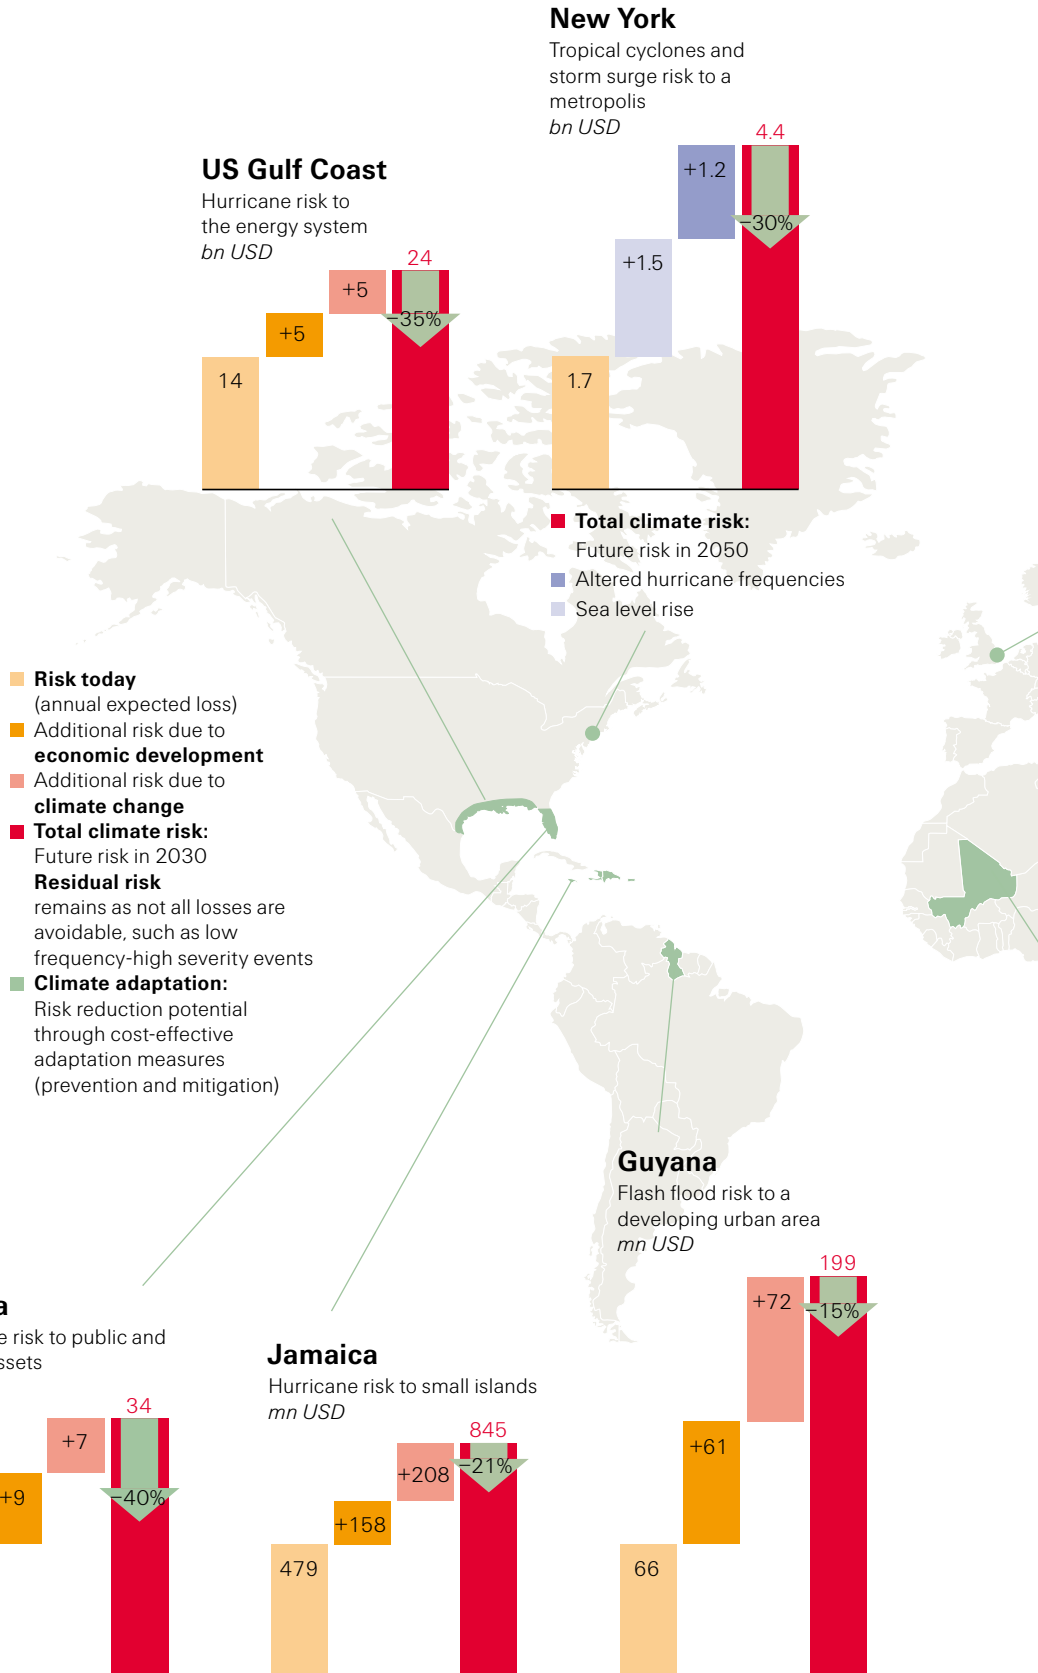 New York
Tropical cyclones and
storm surge risk to a
metropolis
bn USD
4.4
+1.2
−30%
+1.5
1.7
US Gulf Coast
Hurricane risk to
the energy system
bn USD
24
+5
−35%
+5
14
Total climate risk:
Future risk in 2050
Altered hurricane frequencies
Sea level rise
Risk today
(annual expected loss)
Additional risk due to
economic development
Additional risk due to
climate change
Total climate risk:
Future risk in 2030
Residual risk
remains as not all losses are
avoidable, such as low
frequency-high severity events
Climate adaptation:
Risk reduction potential
through cost-effective
adaptation measures
(prevention and mitigation)
Guyana
Flash flood risk to a
developing urban area
mn USD
199
+72
−15%
+61
66
a
e risk to public and
ssets
34
+7
+9
−40%
Jamaica
Hurricane risk to small islands
mn USD
845
+208
−21%
+158
479